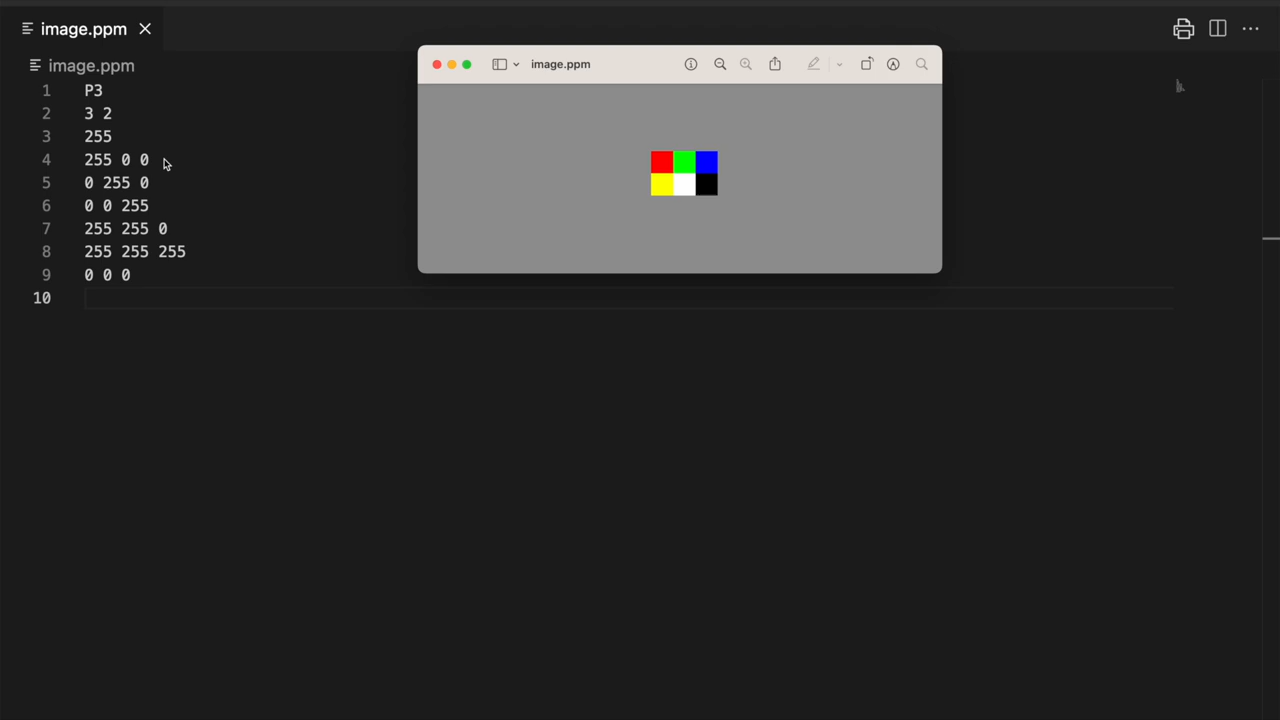 image.ppm
image.ppm
image.ppm
1 P3
2 3 2
3 255
4 255 0 0
5 0 255 0
6 0 0 255
7 255 255 0
8 255 255 255
9 0 0 0
10